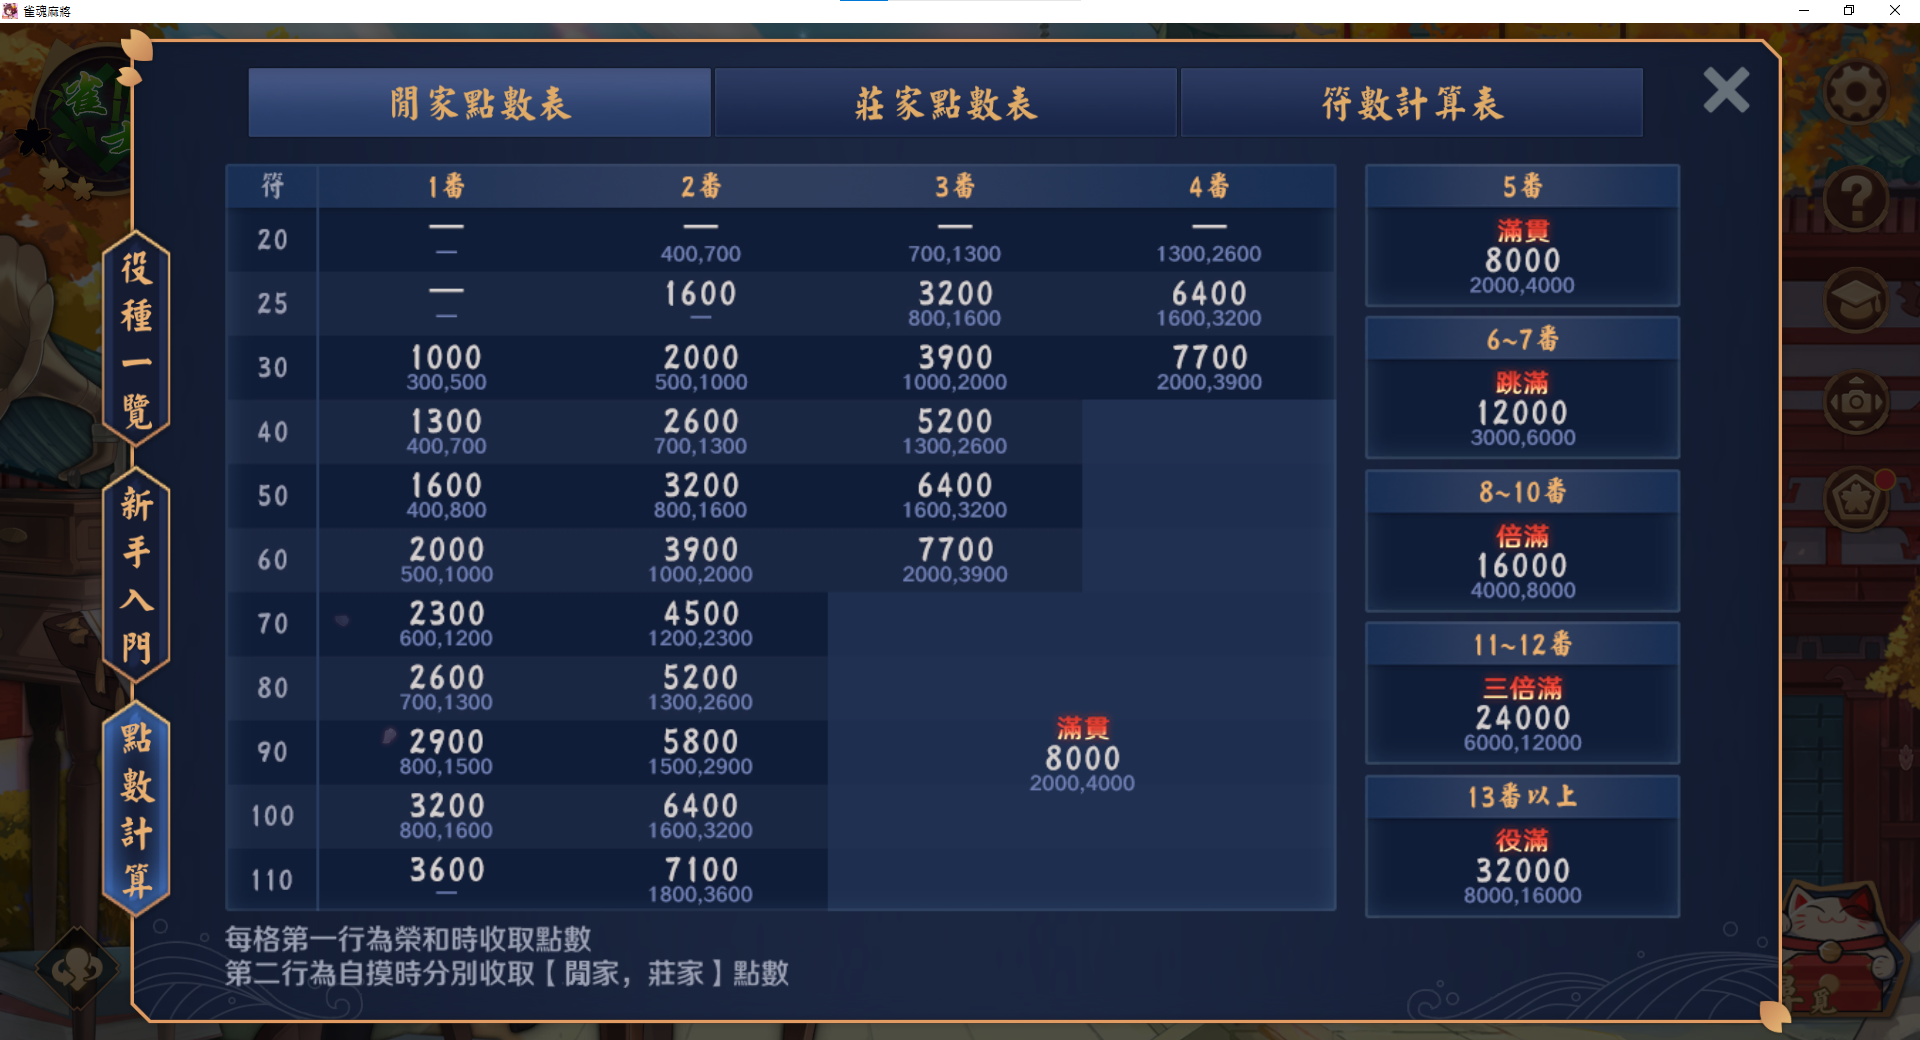 雀魂麻將
閒家點數表 莊家點數表 符數計算表
役種一覽
新手入門
點數計算
符 1番 2番 3番 4番
20 — — — —
— 400,700 700,1300 1300,2600
25 — 1600 3200 6400
— — 800,1600 1600,3200
30 1000 2000 3900 7700
300,500 500,1000 1000,2000 2000,3900
40 1300 2600 5200
400,700 700,1300 1300,2600
50 1600 3200 6400
400,800 800,1600 1600,3200
60 2000 3900 7700
500,1000 1000,2000 2000,3900
70 2300 4500
600,1200 1200,2300
80 2600 5200
700,1300 1300,2600
90 2900 5800
800,1500 1500,2900
100 3200 6400
800,1600 1600,3200
110 3600 7100
— 1800,3600
滿貫
8000
2000,4000
5番
滿貫
8000
2000,4000
6~7番
跳滿
12000
3000,6000
8~10番
倍滿
16000
4000,8000
11~12番
三倍滿
24000
6000,12000
13番以上
役滿
32000
8000,16000
每格第一行為榮和時收取點數
第二行為自摸時分別收取【閒家，莊家】點數